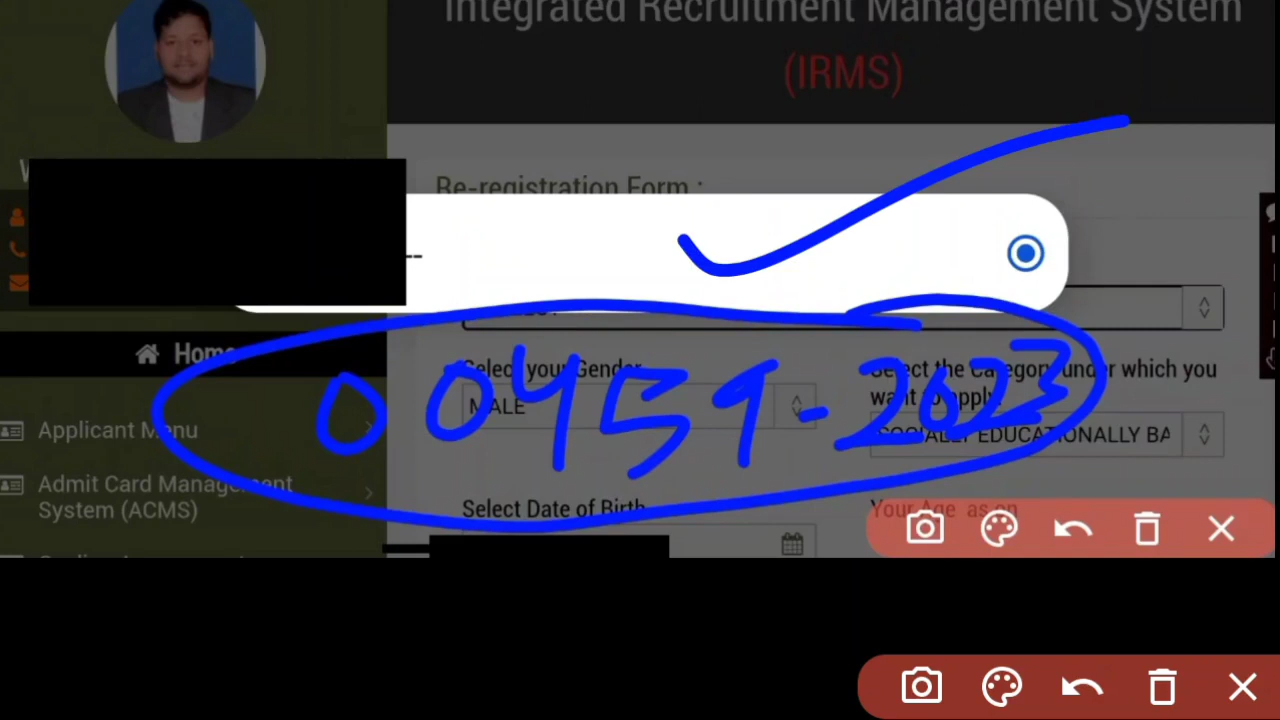 Integrated Recruitment Management System
(IRMS)
Re-registration Form :
--
Home
Select your Gender
Select the Category under which you
want to apply
00459-2023
MALE
SOCIALLY EDUCATIONALLY BA
Applicant Menu
Admit Card Management
System (ACMS)
Select Date of Birth
Your Age as on